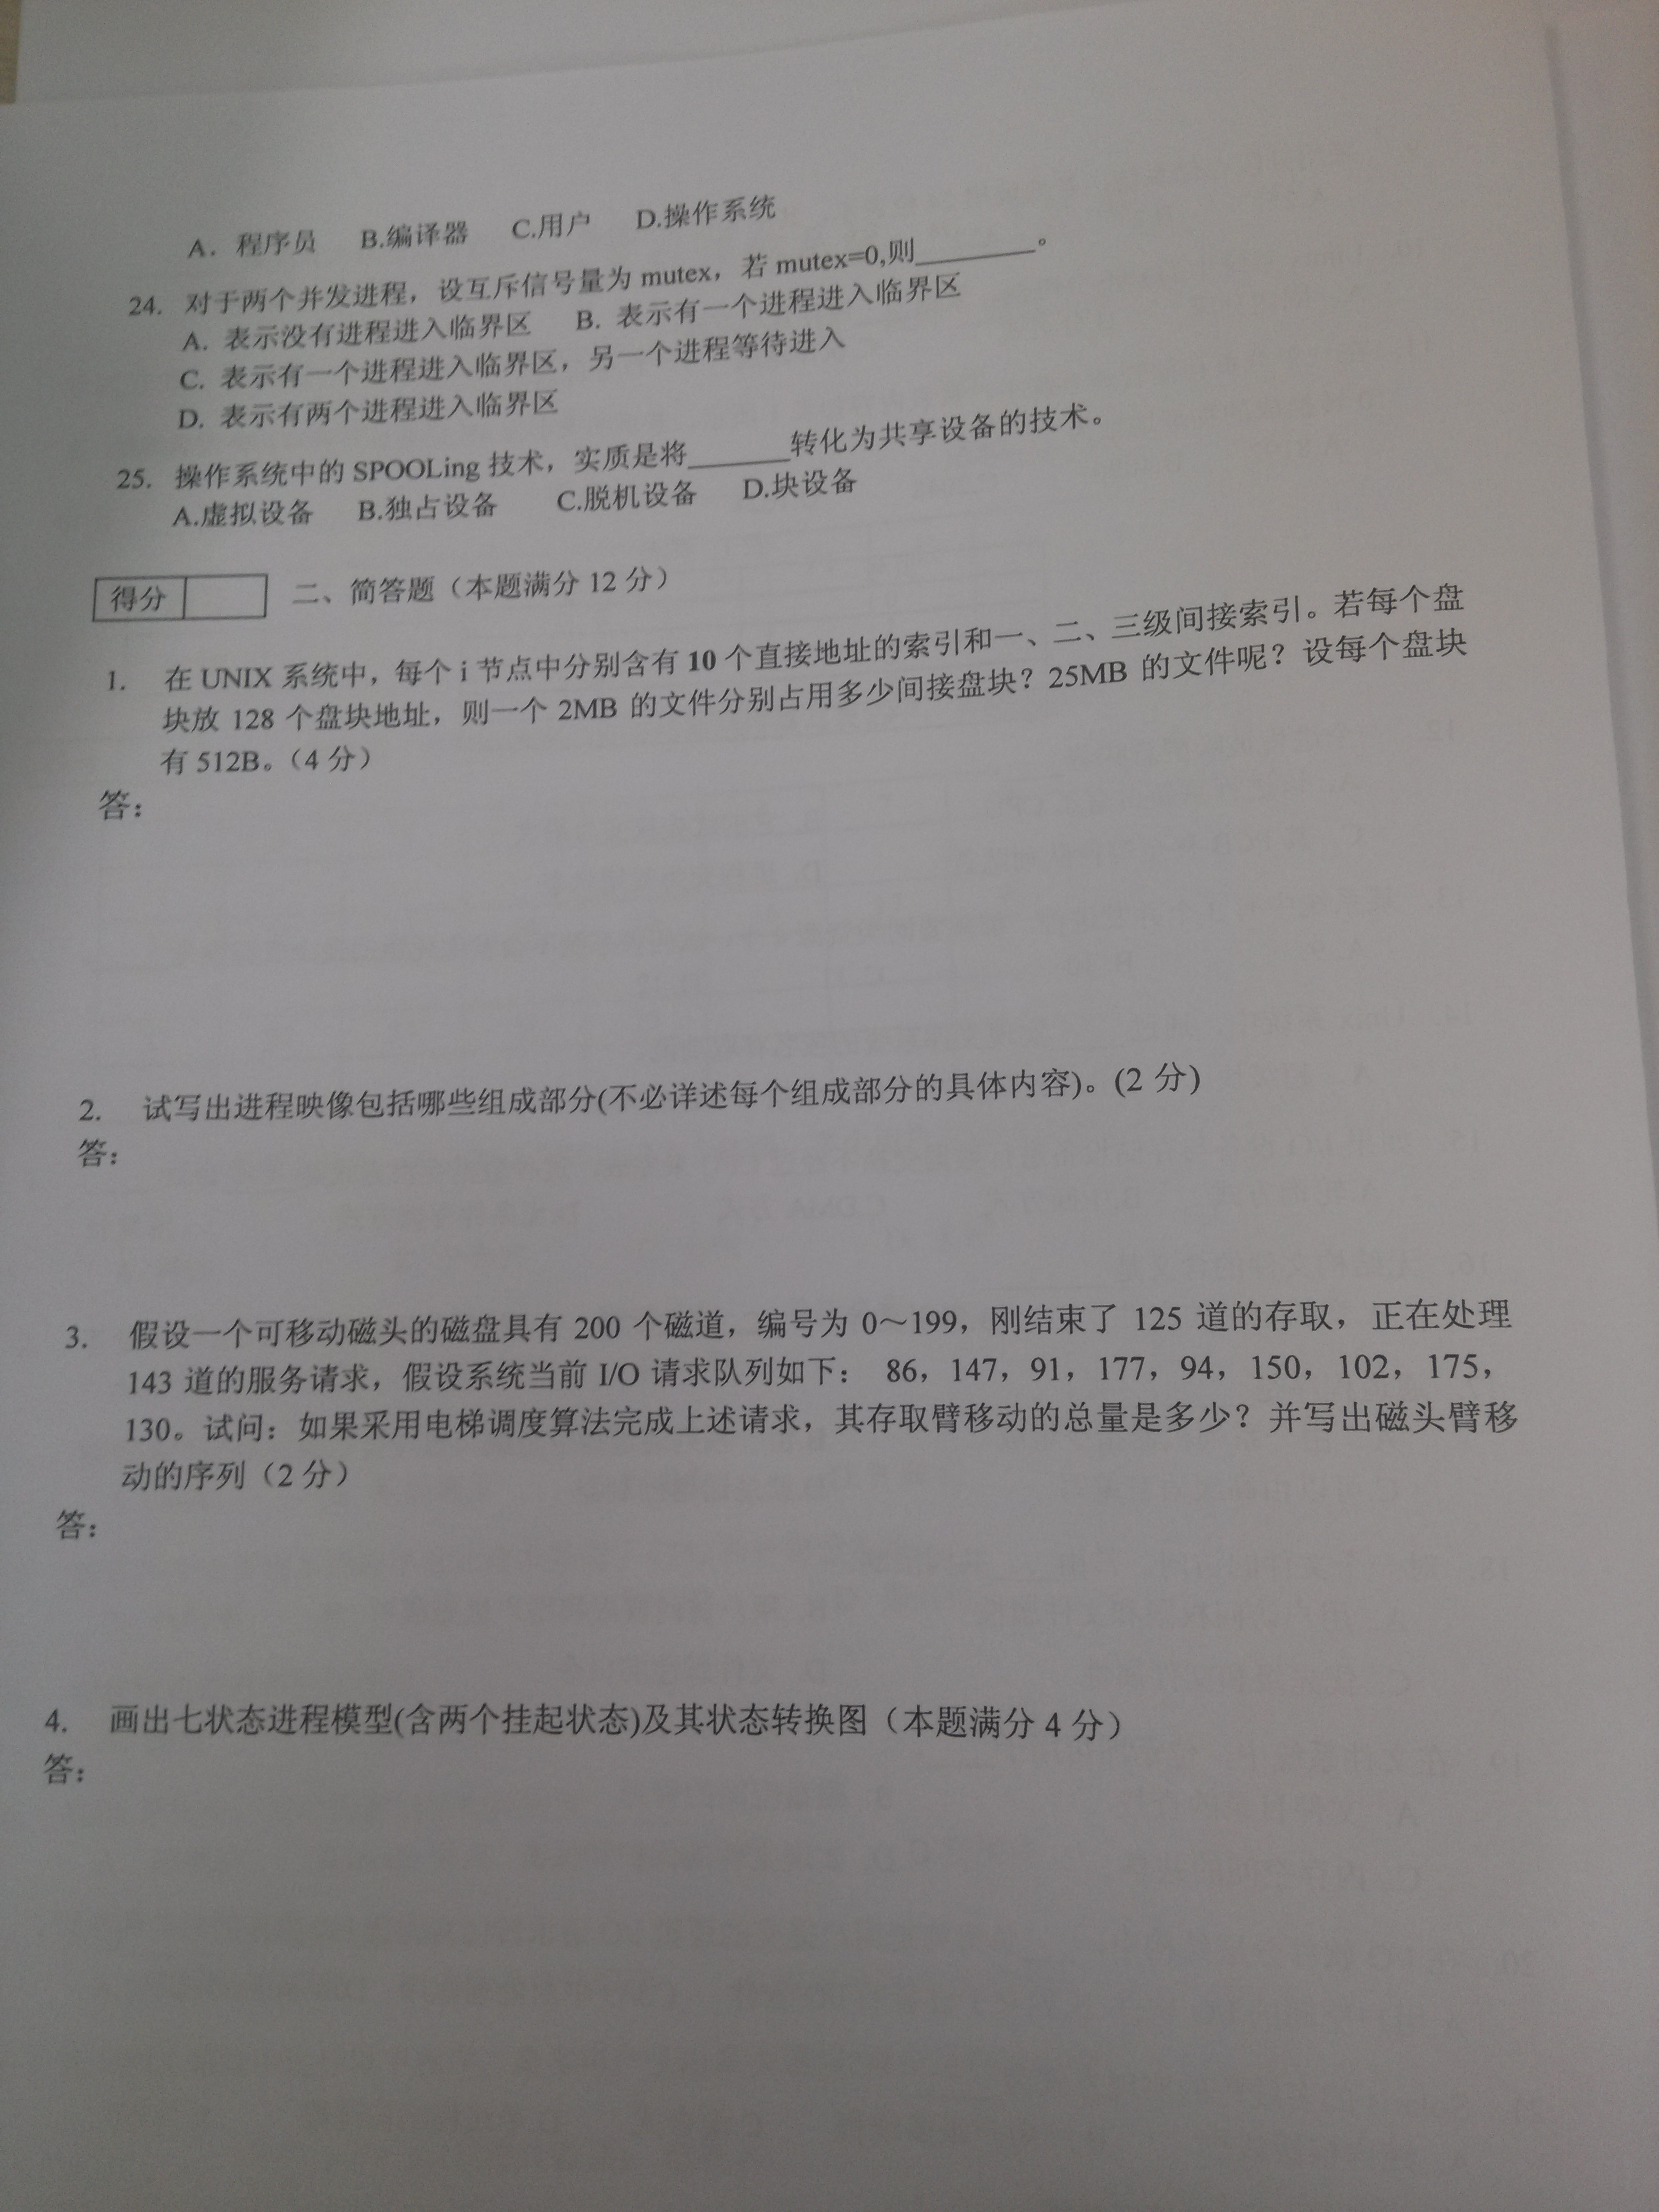 A. 程序员 B.编译器 C.用户 D.操作系统
24. 对于两个并发进程，设互斥信号量为 mutex，若 mutex=0,则________。
A. 表示没有进程进入临界区 B. 表示有一个进程进入临界区
C. 表示有一个进程进入临界区，另一个进程等待进入
D. 表示有两个进程进入临界区
25. 操作系统中的 SPOOLing 技术，实质是将_______转化为共享设备的技术。
A.虚拟设备 B.独占设备 C.脱机设备 D.块设备
得分 二、简答题（本题满分 12 分）
1. 在 UNIX 系统中，每个 i 节点中分别含有 10 个直接地址的索引和一、二、三级间接索引。若每个盘
块放 128 个盘块地址，则一个 2MB 的文件分别占用多少间接盘块？25MB 的文件呢？设每个盘块
有 512B。（4 分）
答：
2. 试写出进程映像包括哪些组成部分(不必详述每个组成部分的具体内容)。(2 分)
答：
3. 假设一个可移动磁头的磁盘具有 200 个磁道，编号为 0～199，刚结束了 125 道的存取，正在处理
143 道的服务请求，假设系统当前 I/O 请求队列如下： 86，147，91，177，94，150，102，175，
130。试问：如果采用电梯调度算法完成上述请求，其存取臂移动的总量是多少？并写出磁头臂移
动的序列（2 分）
答：
4. 画出七状态进程模型(含两个挂起状态)及其状态转换图（本题满分 4 分）
答：